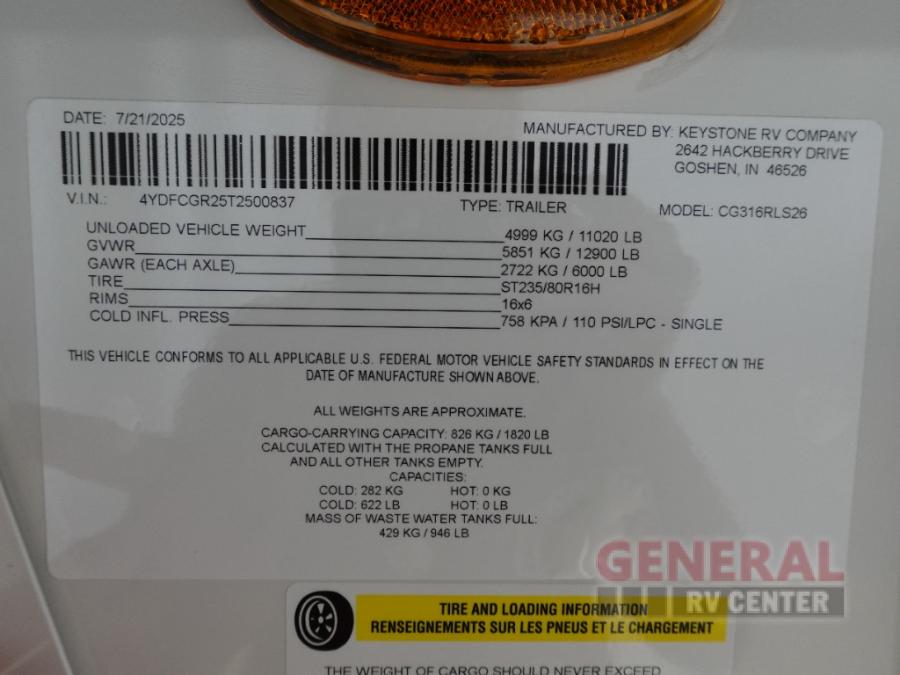 DATE: 7/21/2025
MANUFACTURED BY: KEYSTONE RV COMPANY
2642 HACKBERRY DRIVE
GOSHEN, IN 46526
V.I.N.: 4YDFCGR25T2500837 TYPE: TRAILER MODEL: CG316RLS26
UNLOADED VEHICLE WEIGHT 4999 KG / 11020 LB
GVWR 5851 KG / 12900 LB
GAWR (EACH AXLE) 2722 KG / 6000 LB
TIRE ST235/80R16H
RIMS 16x6
COLD INFL. PRESS 758 KPA / 110 PSI/LPC - SINGLE
THIS VEHICLE CONFORMS TO ALL APPLICABLE U.S. FEDERAL MOTOR VEHICLE SAFETY STANDARDS IN EFFECT ON THE
DATE OF MANUFACTURE SHOWN ABOVE.
ALL WEIGHTS ARE APPROXIMATE.
CARGO-CARRYING CAPACITY: 826 KG / 1820 LB
CALCULATED WITH THE PROPANE TANKS FULL
AND ALL OTHER TANKS EMPTY.
CAPACITIES:
COLD: 282 KG HOT: 0 KG
COLD: 622 LB HOT: 0 LB
MASS OF WASTE WATER TANKS FULL:
429 KG / 946 LB
GENERAL
RV CENTER
TIRE AND LOADING INFORMATION
RENSEIGNEMENTS SUR LES PNEUS ET LE CHARGEMENT
THE WEIGHT OF CARGO SHOULD NEVER EXCEED